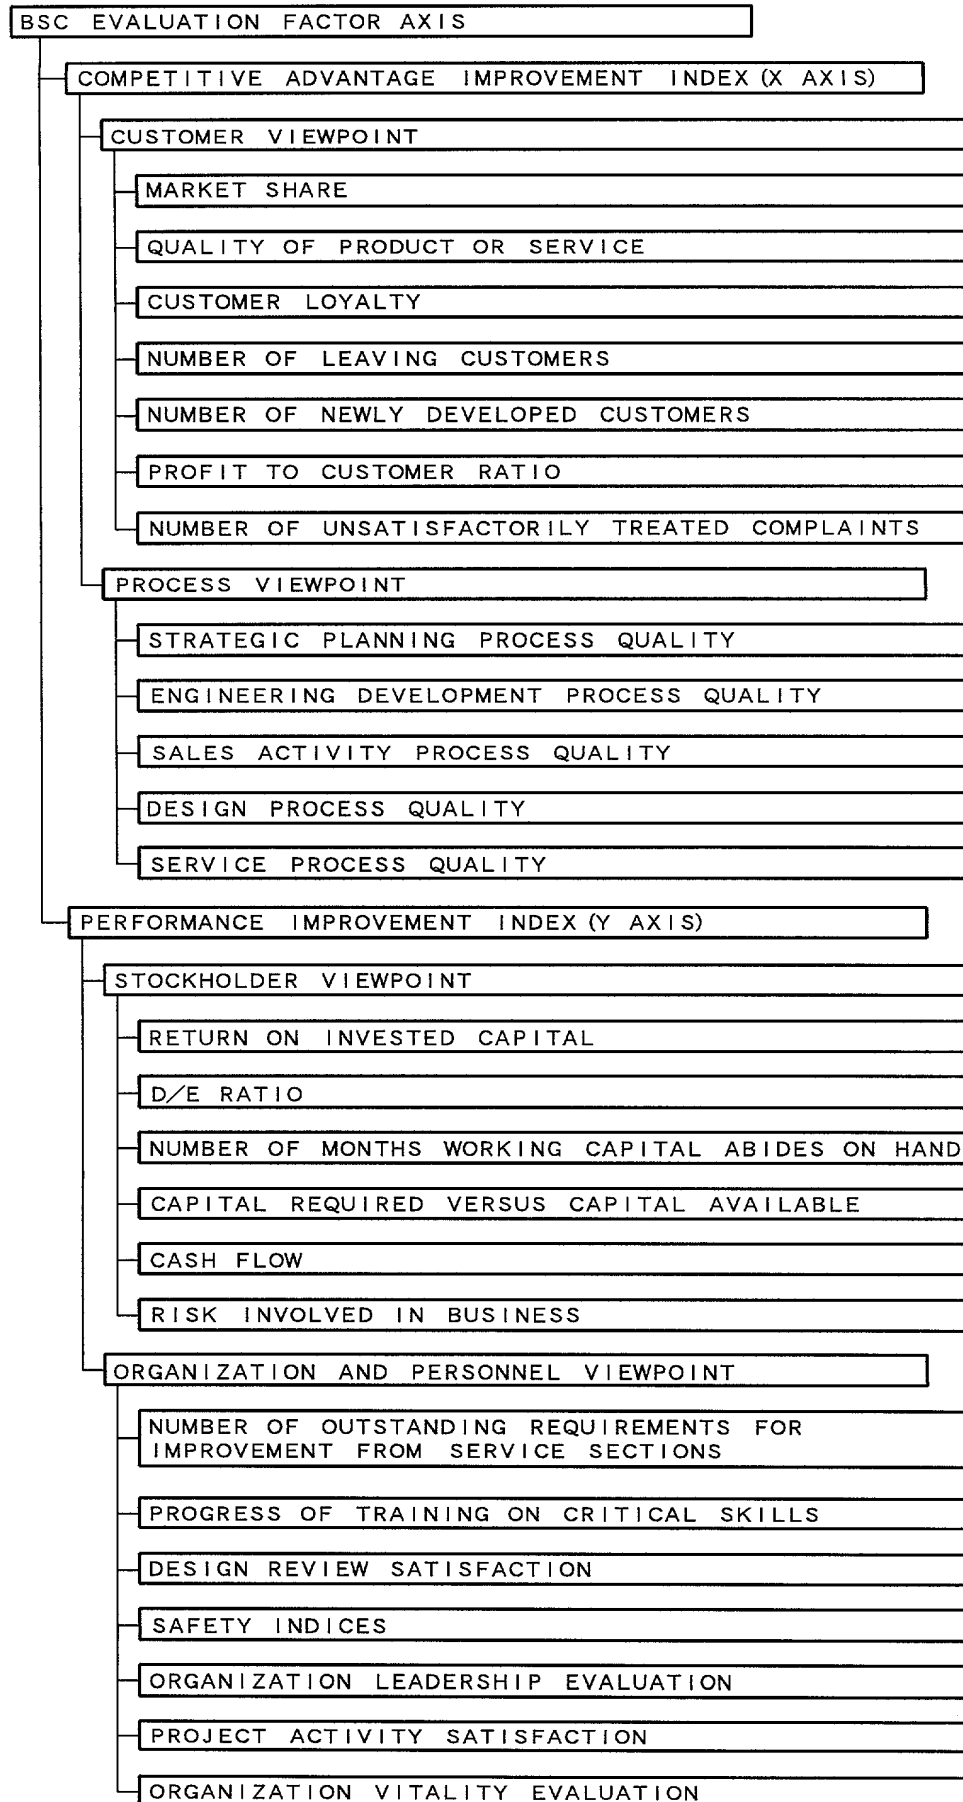 BSC EVALUATION FACTOR AXIS
COMPETITIVE ADVANTAGE IMPROVEMENT INDEX (X AXIS)
CUSTOMER VIEWPOINT
MARKET SHARE
QUALITY OF PRODUCT OR SERVICE
CUSTOMER LOYALTY
NUMBER OF LEAVING CUSTOMERS
NUMBER OF NEWLY DEVELOPED CUSTOMERS
PROFIT TO CUSTOMER RATIO
NUMBER OF UNSATISFACTORILY TREATED COMPLAINTS
PROCESS VIEWPOINT
STRATEGIC PLANNING PROCESS QUALITY
ENGINEERING DEVELOPMENT PROCESS QUALITY
SALES ACTIVITY PROCESS QUALITY
DESIGN PROCESS QUALITY
SERVICE PROCESS QUALITY
PERFORMANCE IMPROVEMENT INDEX (Y AXIS)
STOCKHOLDER VIEWPOINT
RETURN ON INVESTED CAPITAL
D/E RATIO
NUMBER OF MONTHS WORKING CAPITAL ABIDES ON HAND
CAPITAL REQUIRED VERSUS CAPITAL AVAILABLE
CASH FLOW
RISK INVOLVED IN BUSINESS
ORGANIZATION AND PERSONNEL VIEWPOINT
NUMBER OF OUTSTANDING REQUIREMENTS FOR
IMPROVEMENT FROM SERVICE SECTIONS
PROGRESS OF TRAINING ON CRITICAL SKILLS
DESIGN REVIEW SATISFACTION
SAFETY INDICES
ORGANIZATION LEADERSHIP EVALUATION
PROJECT ACTIVITY SATISFACTION
ORGANIZATION VITALITY EVALUATION